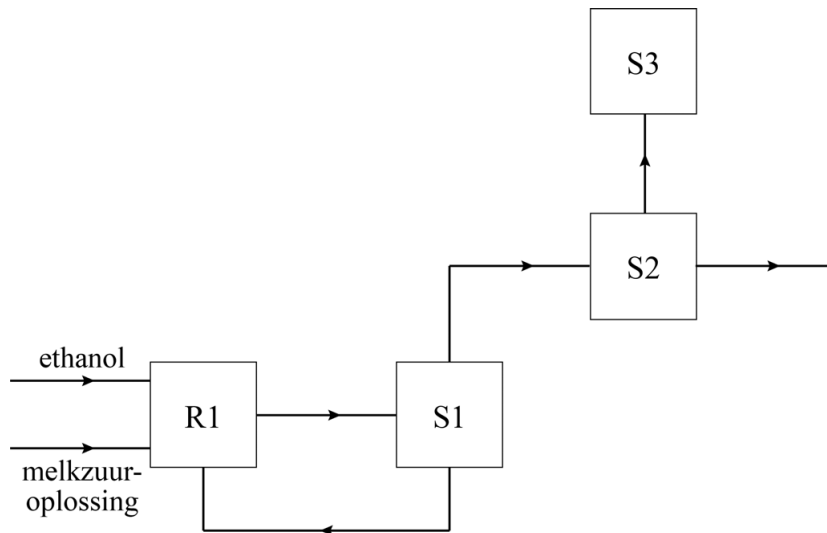 S3
S2
ethanol
R1
S1
melkzuur-
oplossing